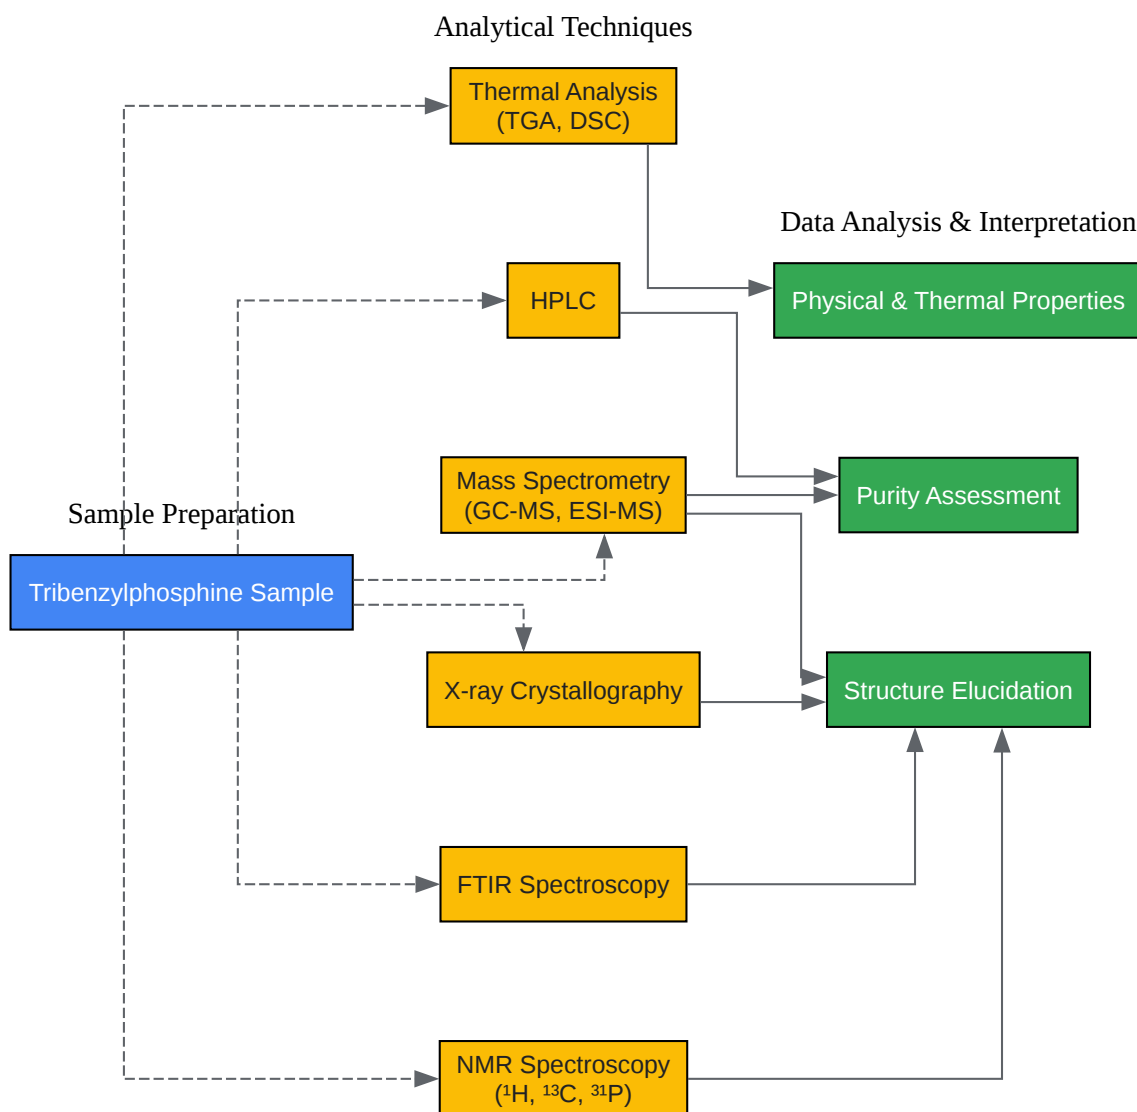 Analytical Techniques
Thermal Analysis
(TGA, DSC)
Data Analysis & Interpretation
HPLC
Physical & Thermal Properties
Mass Spectrometry
(GC-MS, ESI-MS)
Purity Assessment
Sample Preparation
Tribenzylphosphine Sample
X-ray Crystallography
Structure Elucidation
FTIR Spectroscopy
NMR Spectroscopy
(¹H, ¹³C, ³¹P)